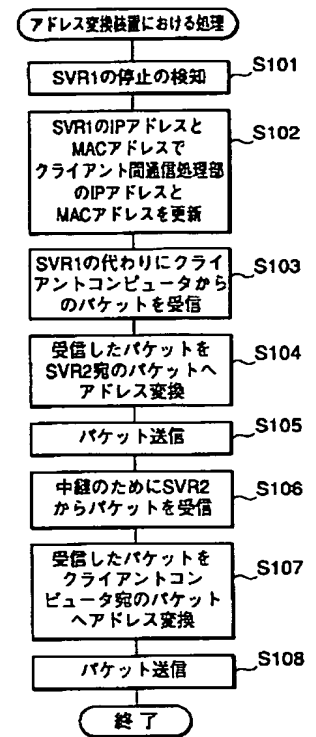 アドレス変換装置における処理
SVR1の停止の検知
S101
SVR1のIPアドレスと
MACアドレスで
クライアント間通信処理部
のIPアドレスと
MACアドレスを更新
S102
SVR1の代わりにクライ
アントコンピュータから
のパケットを受信
S103
受信したパケットを
SVR2宛のパケットへ
アドレス変換
S104
パケット送信
S105
中継のためにSVR2
からパケットを受信
S106
受信したパケットを
クライアントコン
ピュータ宛のパケット
へアドレス変換
S107
パケット送信
S108
終了